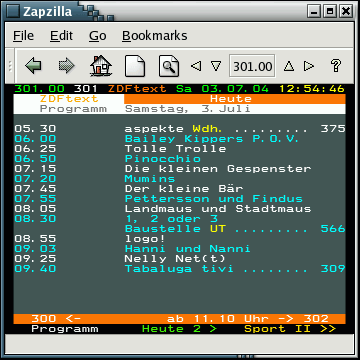 Zapzilla
File Edit Go Bookmarks
301.00 ?
301.00 301 ZDFtext Sa 03.07.04 12:54:46
ZDFtext Heute
Programm Samstag, 3.Juli
05.30 aspekte Wdh. ......... 375
06.00 Bailey Kippers P.O.V.
06.25 Tolle Trolle
06.50 Pinocchio
07.15 Die kleinen Gespenster
07.20 Mumins
07.45 Der kleine Bär
07.55 Pettersson und Findus
08.05 Landmaus und Stadtmaus
08.30 1, 2 oder 3
Baustelle UT ......... 566
08.55 logo!
09.03 Hanni und Nanni
09.25 Nelly Net(t)
09.40 Tabaluga tivi ........ 309
300 <- ab 11.10 Uhr -> 302
Programm Heute 2 > Sport II >>